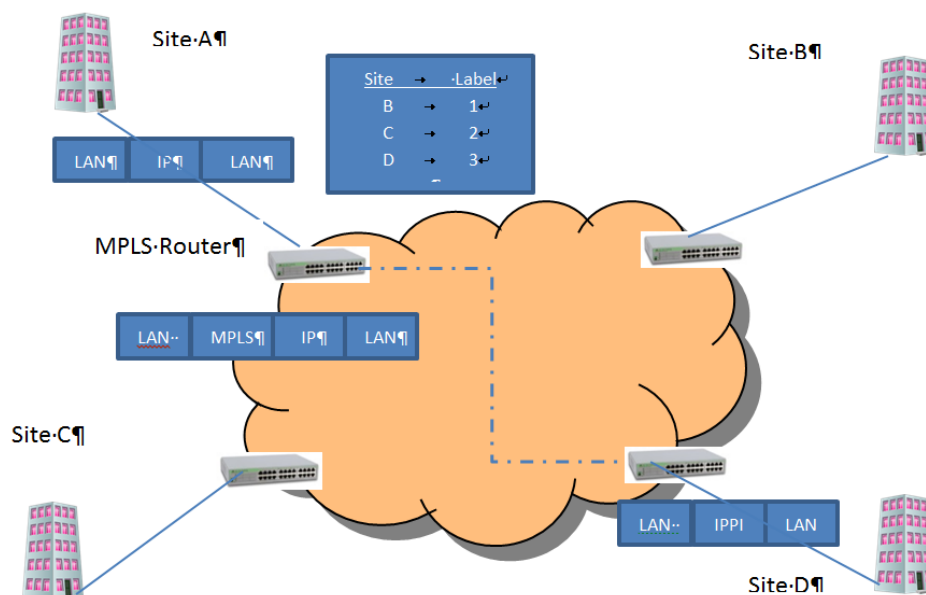 Site·A¶
Site → ·Label↵
B → 1↵
C → 2↵
D → 3↵
¶
Site·B¶
LAN¶ IP¶ LAN¶
MPLS·Router¶
LAN·· MPLS¶ IP¶ LAN¶
Site·C¶
LAN·· IPPI LAN
Site·D¶